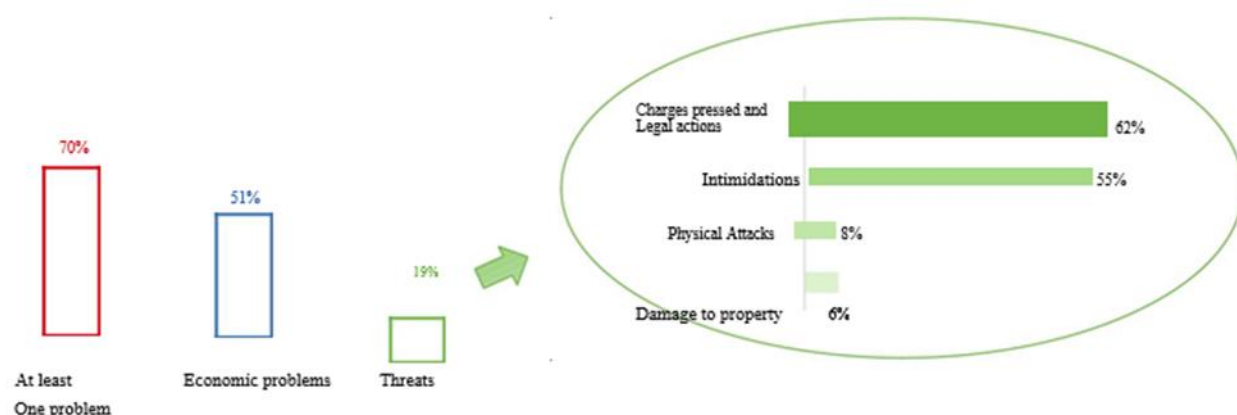 70%
51%
19%
At least
One problem
Economic problems
Threats
Charges pressed and
Legal actions
62%
Intimidations
55%
Physical Attacks
8%
Damage to property
6%